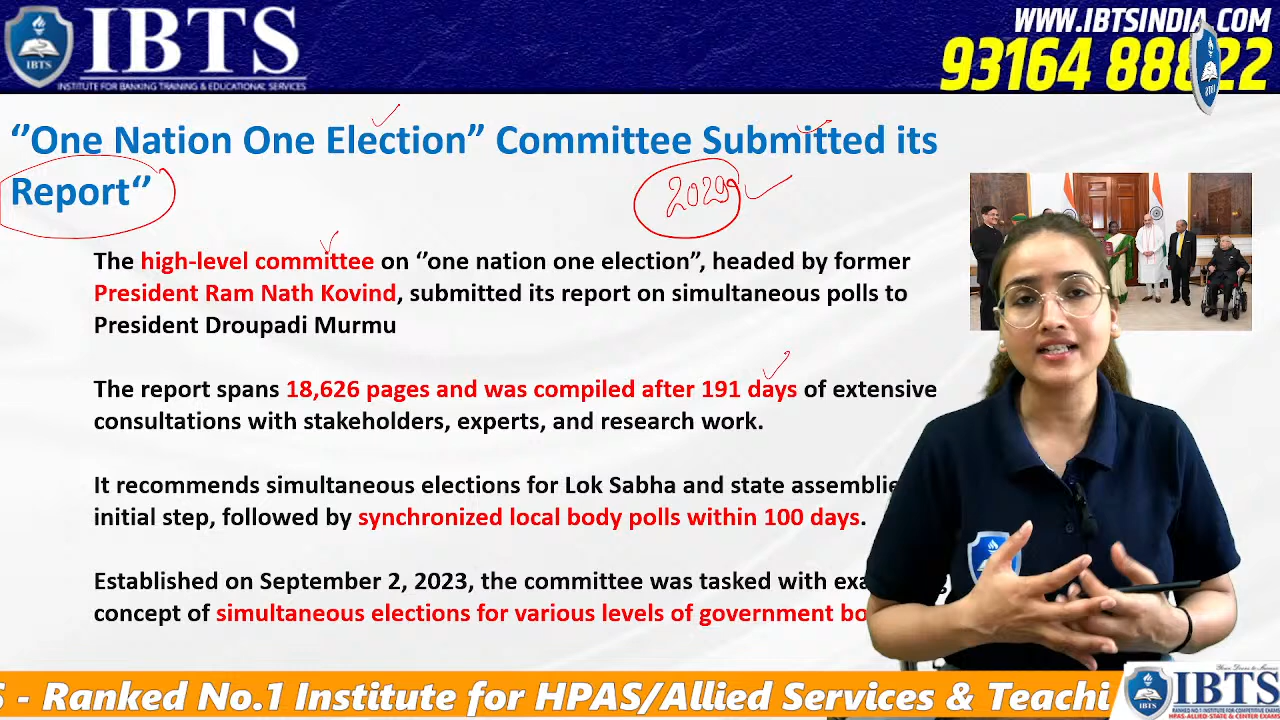 IBTS
INSTITUTE FOR BANKING TRAINING & EDUCATIONAL SERVICES
IBTS
WWW.IBTSINDIA.COM
93164 88822
‘’One Nation One Election” Committee Submitted its
Report‘’
2029
The high-level committee on ‘’one nation one election”, headed by former
President Ram Nath Kovind, submitted its report on simultaneous polls to
President Droupadi Murmu
The report spans 18,626 pages and was compiled after 191 days of extensive
consultations with stakeholders, experts, and research work.
It recommends simultaneous elections for Lok Sabha and state
initial step, followed by synchronized local body polls within 100 days.
Established on September 2, 2023, the committee was tasked with
concept of simultaneous elections for various levels of government
- Ranked No.1 Institute for HPAS/Allied Services &
IBTS
IBTS